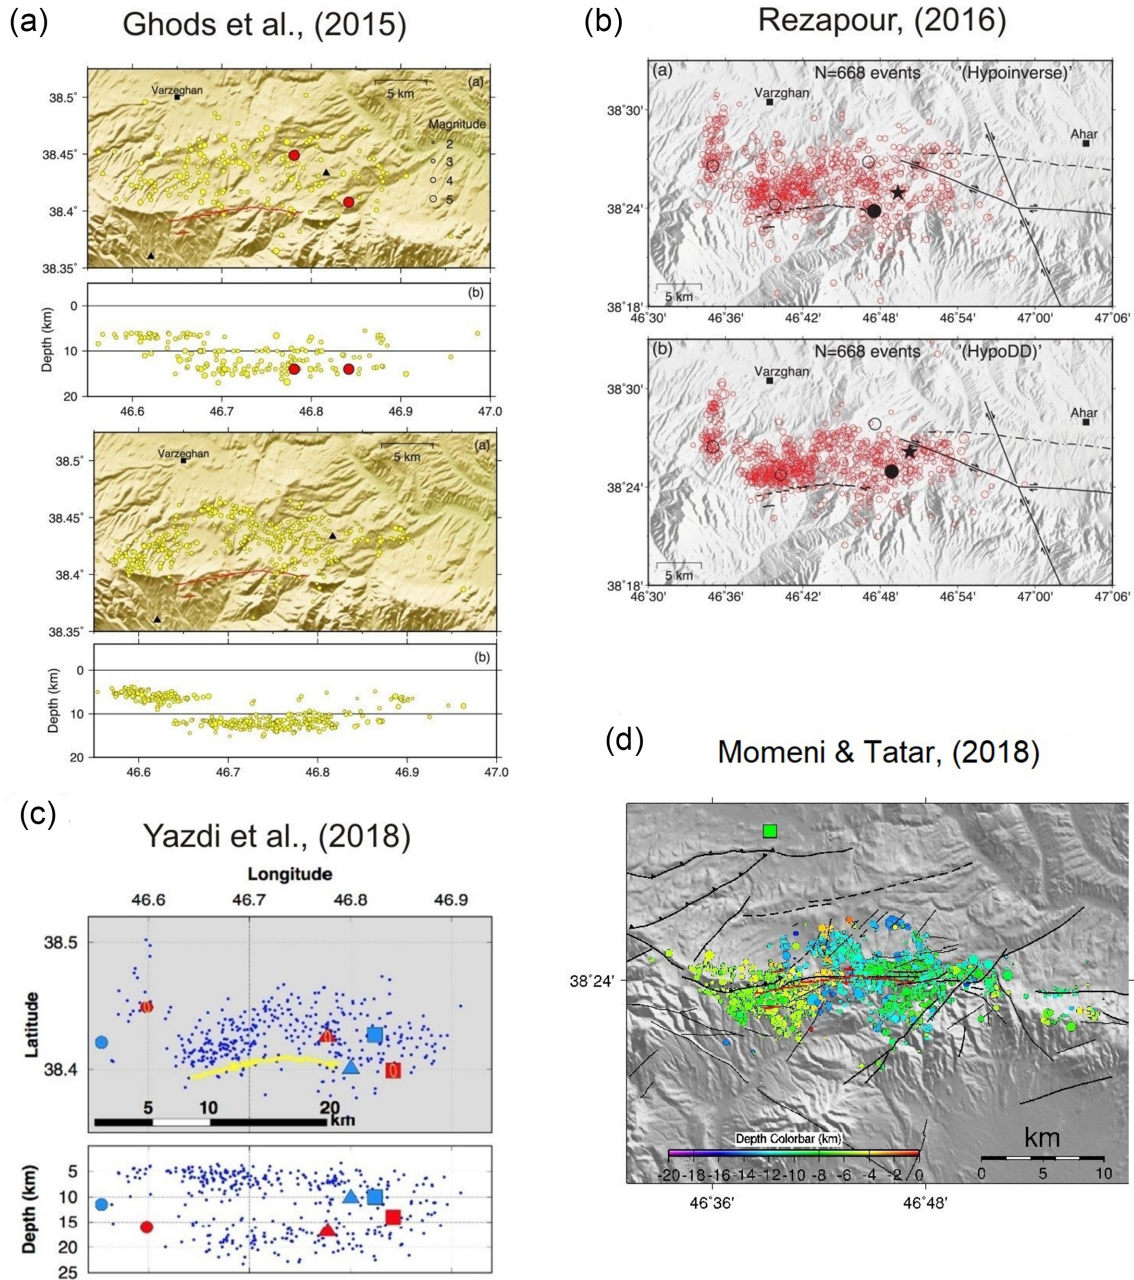 (a)
Ghods et al., (2015)
(a)
Varzeghan
5 km
Magnitude
2
3
4
5
38.5°
38.45°
38.4°
38.35°
(b)
Depth (km)
0
10
20
46.6 46.7 46.8 46.9 47.0
(a)
Varzeghan
5 km
38.5°
38.45°
38.4°
38.35°
(b)
Depth (km)
0
10
20
46.6 46.7 46.8 46.9 47.0
(b)
Rezapour, (2016)
(a) N=668 events '(Hypoinverse)'
Varzghan
Ahar
38°30'
38°24'
38°18'
5 km
46°30' 46°36' 46°42' 46°48' 46°54' 47°00' 47°06'
(b) N=668 events '(HypoDD)'
Varzghan
Ahar
38°30'
38°24'
38°18'
5 km
46°30' 46°36' 46°42' 46°48' 46°54' 47°00' 47°06'
(c)
Yazdi et al., (2018)
Longitude
46.6 46.7 46.8 46.9
Latitude
38.5
38.4
5 10 20
km
Depth (km)
5
10
15
20
25
(d)
Momeni & Tatar, (2018)
38°24'
Depth Colorbar (km)
-20 -18 -16 -14 -12 -10 -8 -6 -4 -2 0
km
0 5 10
46°36' 46°48'